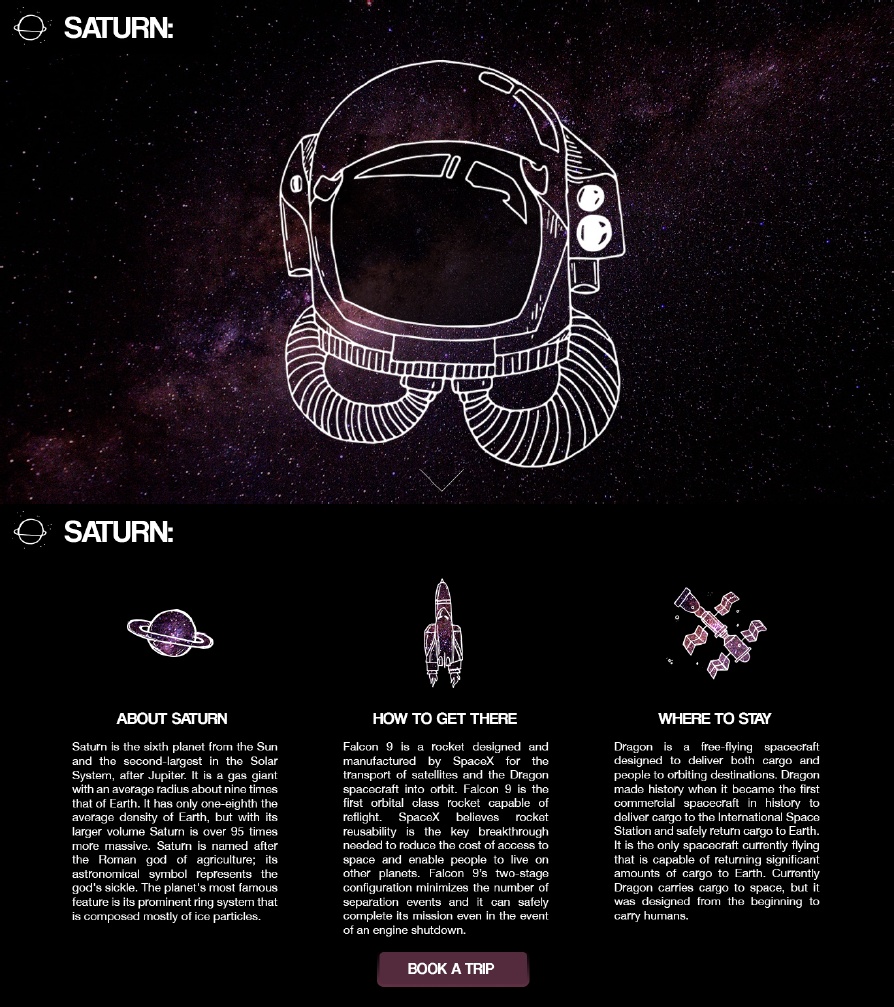 SATURN:
SATURN:
ABOUT SATURN
Saturn is the sixth planet from the Sun
and the second-largest in the Solar
System, after Jupiter. It is a gas giant
with an average radius about nine times
that of Earth. It has only one-eighth the
average density of Earth, but with its
larger volume Saturn is over 95 times
more massive. Saturn is named after
the Roman god of agriculture; its
astronomical symbol represents the
god's sickle. The planet's most famous
feature is its prominent ring system that
is composed mostly of ice particles.
HOW TO GET THERE
Falcon 9 is a rocket designed and
manufactured by SpaceX for the
transport of satellites and the Dragon
spacecraft into orbit. Falcon 9 is the
first orbital class rocket capable of
reflight. SpaceX believes rocket
reusability is the key breakthrough
needed to reduce the cost of access to
space and enable people to live on
other planets. Falcon 9's two-stage
configuration minimizes the number of
separation events and it can safely
complete its mission even in the event
of an engine shutdown.
WHERE TO STAY
Dragon is a free-flying spacecraft
designed to deliver both cargo and
people to orbiting destinations. Dragon
made history when it became the first
commercial spacecraft in history to
deliver cargo to the International Space
Station and safely return cargo to Earth.
It is the only spacecraft currently flying
that is capable of returning significant
amounts of cargo to Earth. Currently
Dragon carries cargo to space, but it
was designed from the beginning to
carry humans.
BOOK A TRIP